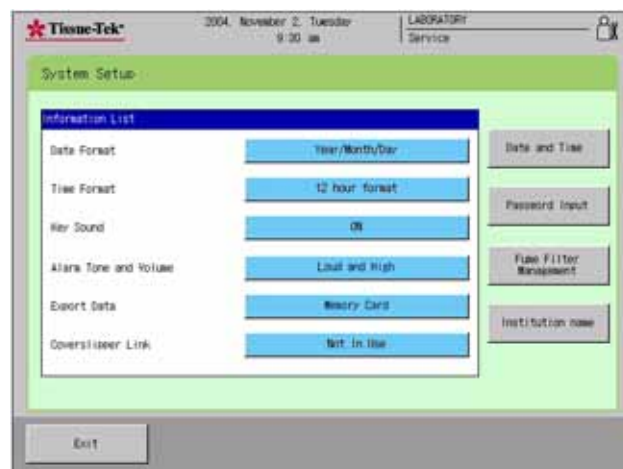 Tissue-Tek
2004, November 2, Tuesday
9:30 am
LABORATORY
Service
System Setup
Information List
Date Format
Year/Month/Day
Time Format
12 hour format
Key Sound
ON
Alarm Tone and Volume
Loud and High
Export Data
Memory Card
Coverslipper Link
Not In Use
Date and Time
Password Input
Fume Filter
Management
Institution name
Exit